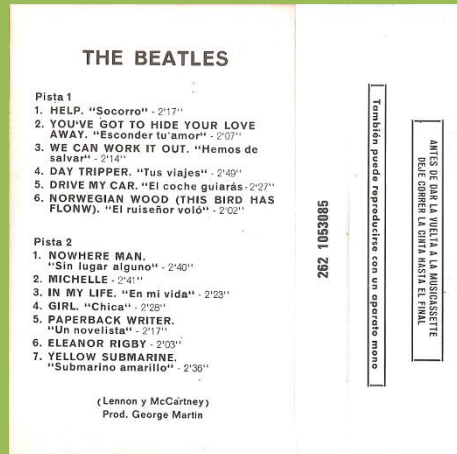 THE BEATLES
Pista 1
1. HELP. "Socorro" - 2'17"
2. YOU'VE GOT TO HIDE YOUR LOVE
AWAY. "Esconder tu'amor" - 2'07"
3. WE CAN WORK IT OUT. "Hemos de
salvar" - 2'14"
4. DAY TRIPPER. "Tus viajes" - 2'49"
5. DRIVE MY CAR. "El coche guiarás - 2'27"
6. NORWEGIAN WOOD (THIS BIRD HAS
FLONW). "El ruiseñor voló" - 2'02"
Pista 2
1. NOWHERE MAN.
"Sin lugar alguno" - 2'40"
2. MICHELLE - 2'41"
3. IN MY LIFE. "En mi vida" - 2'23"
4. GIRL. "Chica" - 2'28"
5. PAPERBACK WRITER.
"Un novelista" - 2'17"
6. ELEANOR RIGBY - 2'03"
7. YELLOW SUBMARINE.
"Submarino amarillo" - 2'36"
(Lennon y McCartney)
Prod. George Martin
262 1053085
También puede reproducirse con un aparato mono
ANTES DE DAR LA VUELTA A LA MUSICASSETTE
DEJE CORRER LA CINTA HASTA EL FINAL